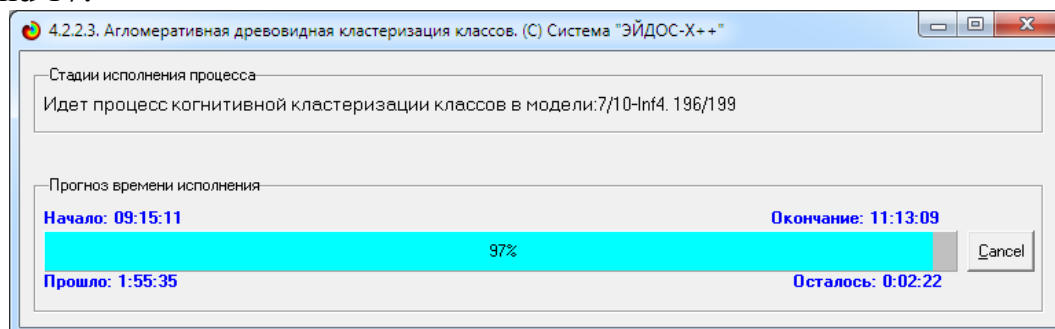 4.2.2.3. Агломеративная древовидная кластеризация классов. (C) Система "ЭЙДОС-X++"
Стадии исполнения процесса
Идет процесс когнитивной кластеризации классов в модели:7/10-Inf4. 196/199
Прогноз времени исполнения
Начало: 09:15:11 Окончание: 11:13:09
97% Cancel
Прошло: 1:55:35 Осталось: 0:02:22